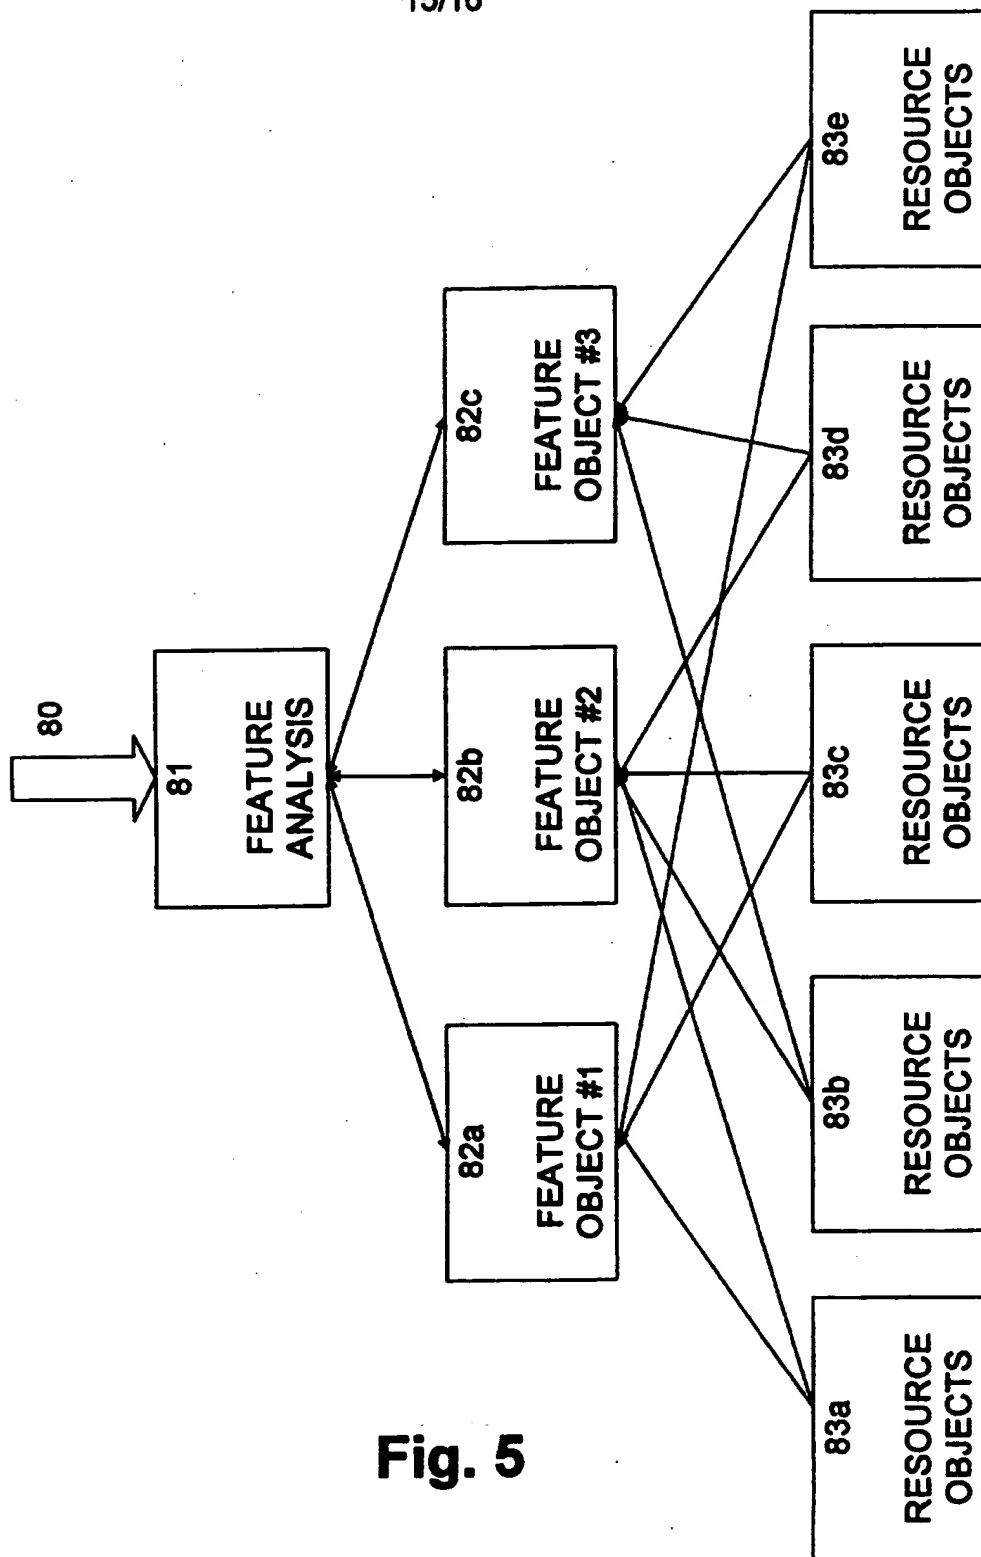 15/16
80
81
FEATURE
ANALYSIS
82a
FEATURE
OBJECT #1
82b
FEATURE
OBJECT #2
82c
FEATURE
OBJECT #3
83a
RESOURCE
OBJECTS
83b
RESOURCE
OBJECTS
83c
RESOURCE
OBJECTS
83d
RESOURCE
OBJECTS
83e
RESOURCE
OBJECTS
Fig. 5